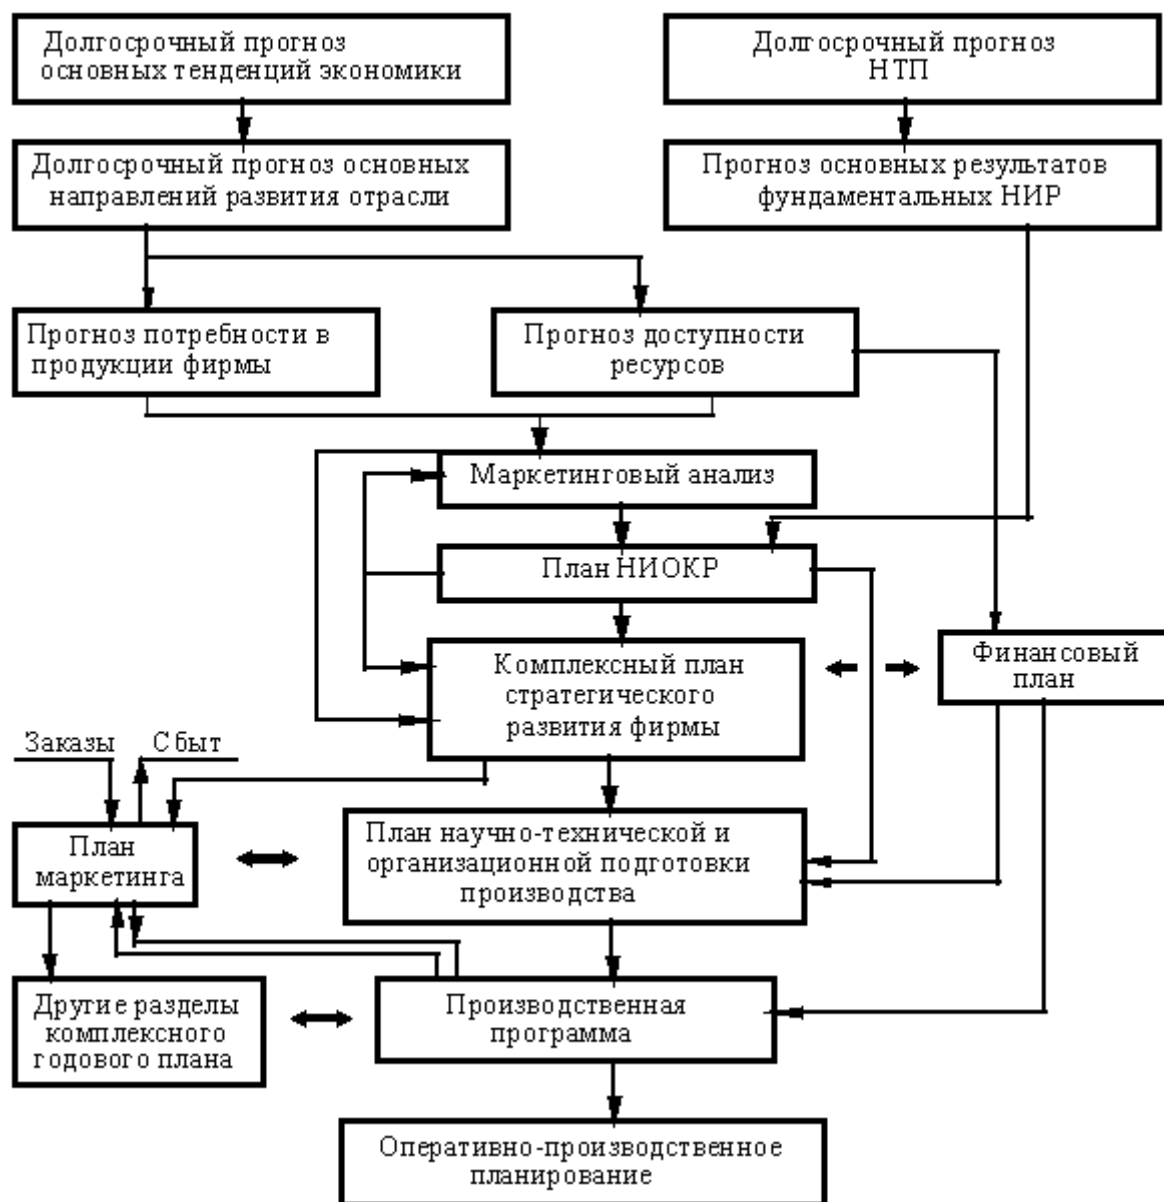 Долгосрочный прогноз
основных тенденций экономики
Долгосрочный прогноз
НТП
Долгосрочный прогноз основных
направлений развития отрасли
Прогноз основных результатов
фундаментальных НИР
Прогноз потребности в
продукции фирмы
Прогноз доступности
ресурсов
Маркетинговый анализ
План НИОКР
Комплексный план
стратегического
развития фирмы
Финансовый
план
Заказы
Сбыт
План
маркетинга
План научно-технической и
организационной подготовки
производства
Другие разделы
комплексного
годового плана
Производственная
программа
Оперативно-производственное
планирование